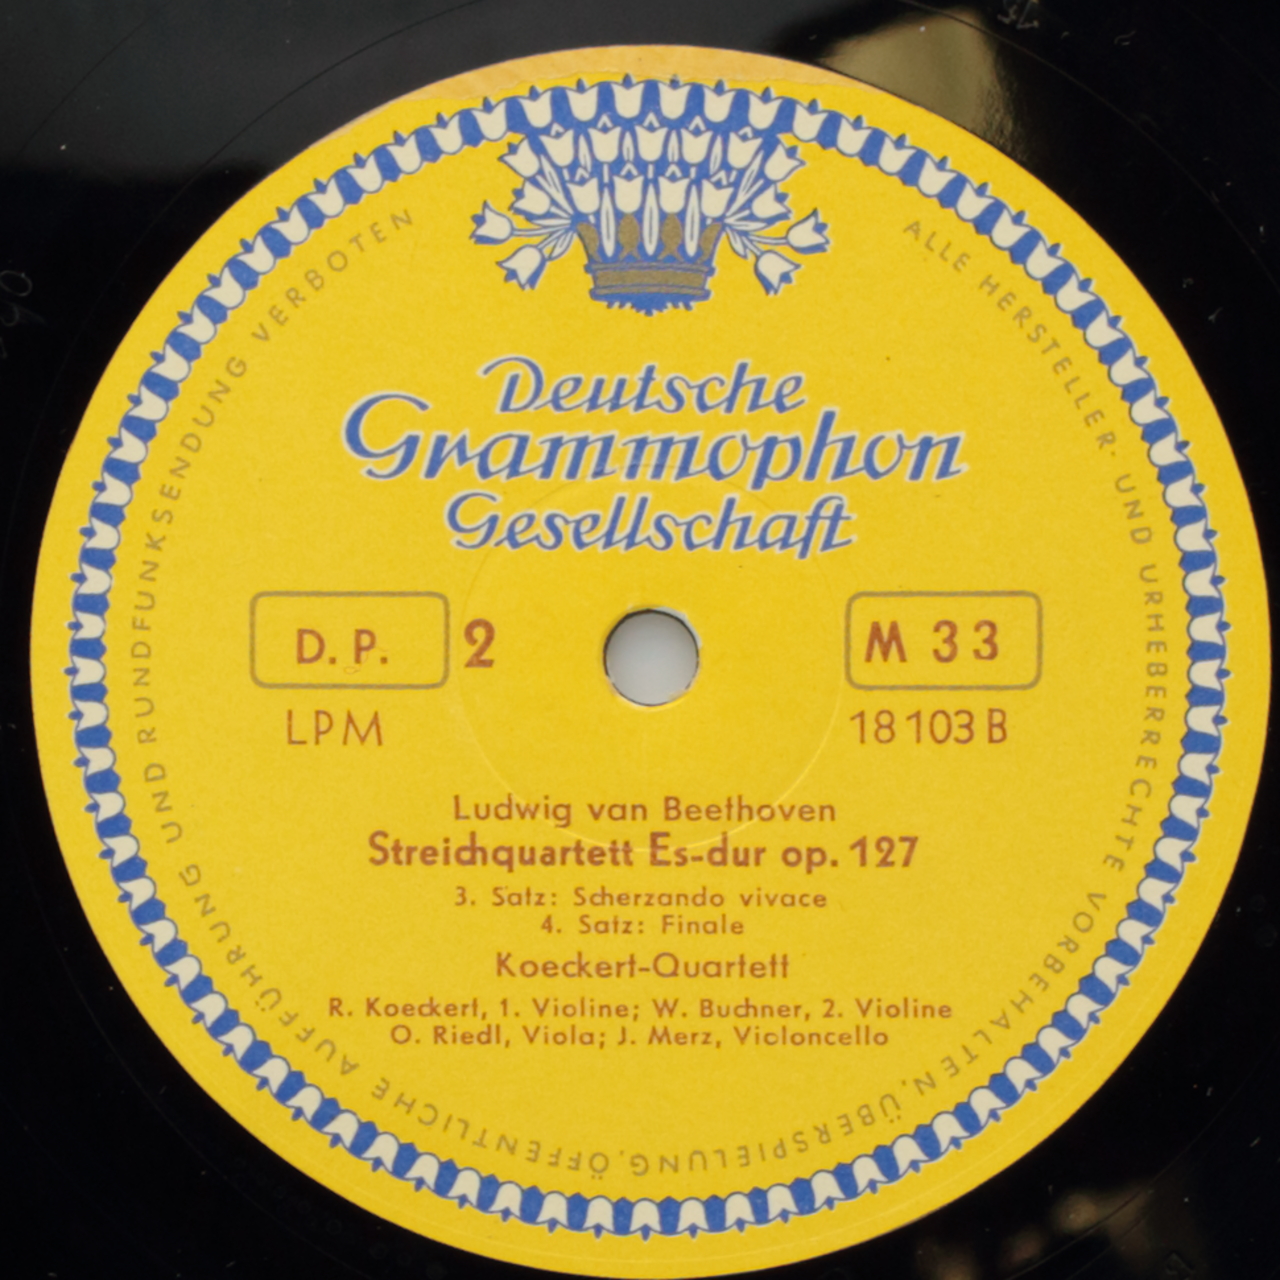 Deutsche
Grammophon
Gesellschaft
D. P. 2
M 33
LPM
18 103 B
Ludwig van Beethoven
Streichquartett Es-dur op. 127
3. Satz: Scherzando vivace
4. Satz: Finale
Koeckert-Quartett
R. Koeckert, 1. Violine; W. Buchner, 2. Violine
O. Riedl, Viola; J. Merz, Violoncello
ALLE HERSTELLER- UND URHEBERRECHTE VORBEHALTEN, ÜBERSPIELUNG, ÖFFENTLICHE AUFFÜHRUNG UND RUNDFUNKSENDUNG VERBOTEN